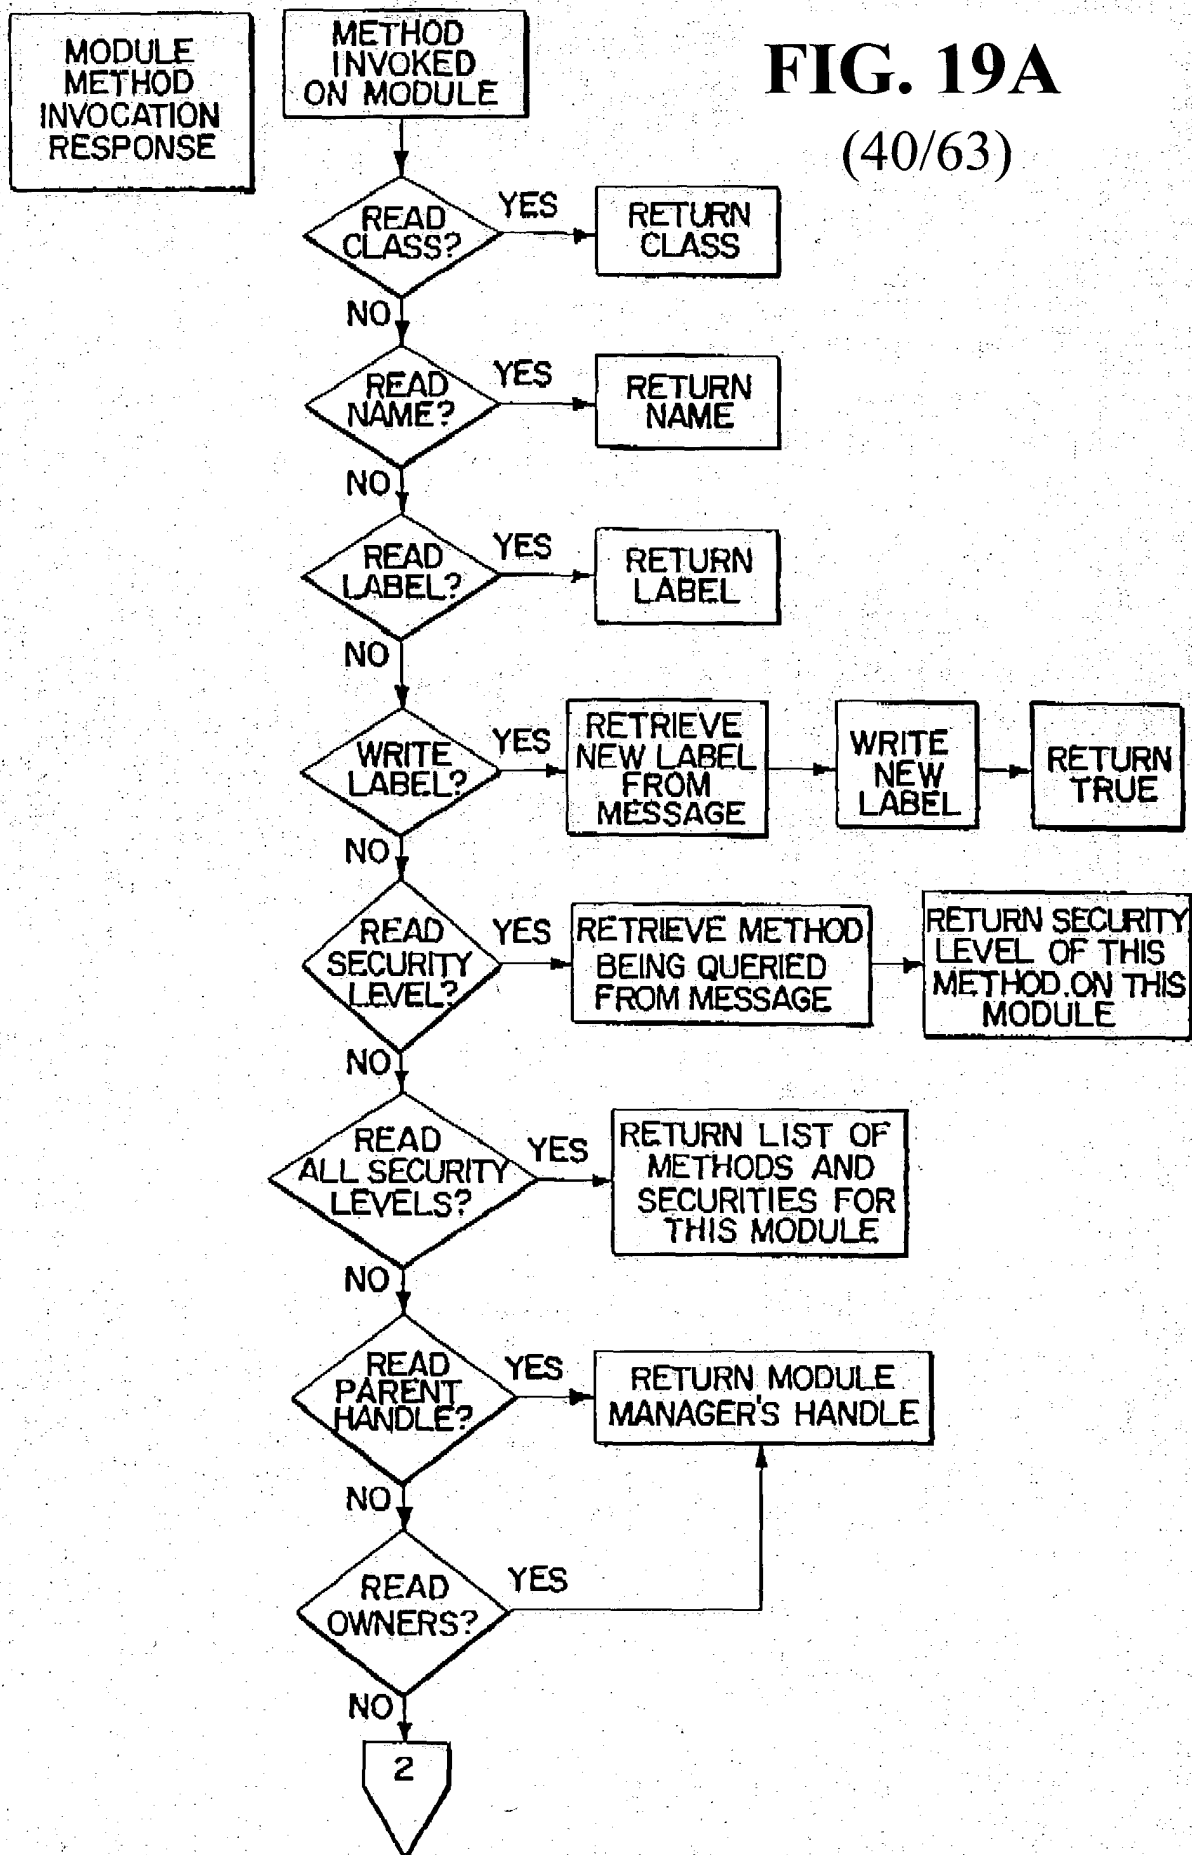 MODULE
METHOD
INVOCATION
RESPONSE
METHOD
INVOKED
ON MODULE
FIG. 19A
(40/63)
READ
CLASS?
YES
RETURN
CLASS
NO
READ
NAME?
YES
RETURN
NAME
NO
READ
LABEL?
YES
RETURN
LABEL
NO
WRITE
LABEL?
YES
RETRIEVE
NEW LABEL
FROM
MESSAGE
WRITE
NEW
LABEL
RETURN
TRUE
NO
READ
SECURITY
LEVEL?
YES
RETRIEVE METHOD
BEING QUERIED
FROM MESSAGE
RETURN SECURITY
LEVEL OF THIS
METHOD.ON THIS
MODULE
NO
READ
ALL SECURITY
LEVELS?
YES
RETURN LIST OF
METHODS AND
SECURITIES FOR
THIS MODULE
NO
READ
PARENT
HANDLE?
YES
RETURN MODULE
MANAGER'S HANDLE
NO
READ
OWNERS?
YES
NO
2